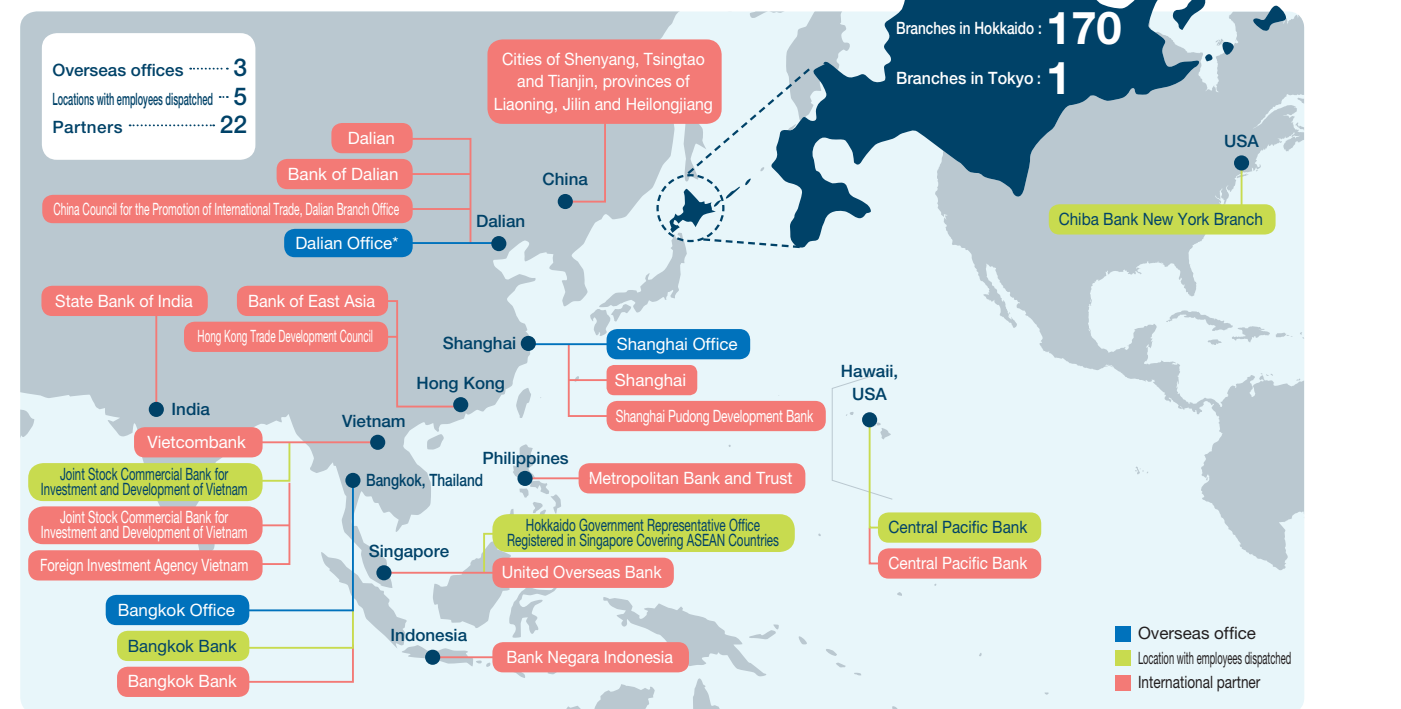 Branches in Hokkaido : 170
Branches in Tokyo : 1
Overseas offices ········· 3
Locations with employees dispatched ··· 5
Partners ······················ 22
Cities of Shenyang, Tsingtao
and Tianjin, provinces of
Liaoning, Jilin and Heilongjiang
Dalian
Bank of Dalian
China Council for the Promotion of International Trade, Dalian Branch Office
Dalian Office*
China
Dalian
USA
Chiba Bank New York Branch
State Bank of India
Bank of East Asia
Hong Kong Trade Development Council
Shanghai
Shanghai Office
Shanghai
Shanghai Pudong Development Bank
Hong Kong
India
Hawaii,
USA
Vietnam
Vietcombank
Joint Stock Commercial Bank for
Investment and Development of Vietnam
Joint Stock Commercial Bank for
Investment and Development of Vietnam
Foreign Investment Agency Vietnam
Bangkok, Thailand
Philippines
Metropolitan Bank and Trust
Hokkaido Government Representative Office
Registered in Singapore Covering ASEAN Countries
Singapore
United Overseas Bank
Central Pacific Bank
Central Pacific Bank
Bangkok Office
Bangkok Bank
Bangkok Bank
Indonesia
Bank Negara Indonesia
Overseas office
Location with employees dispatched
International partner